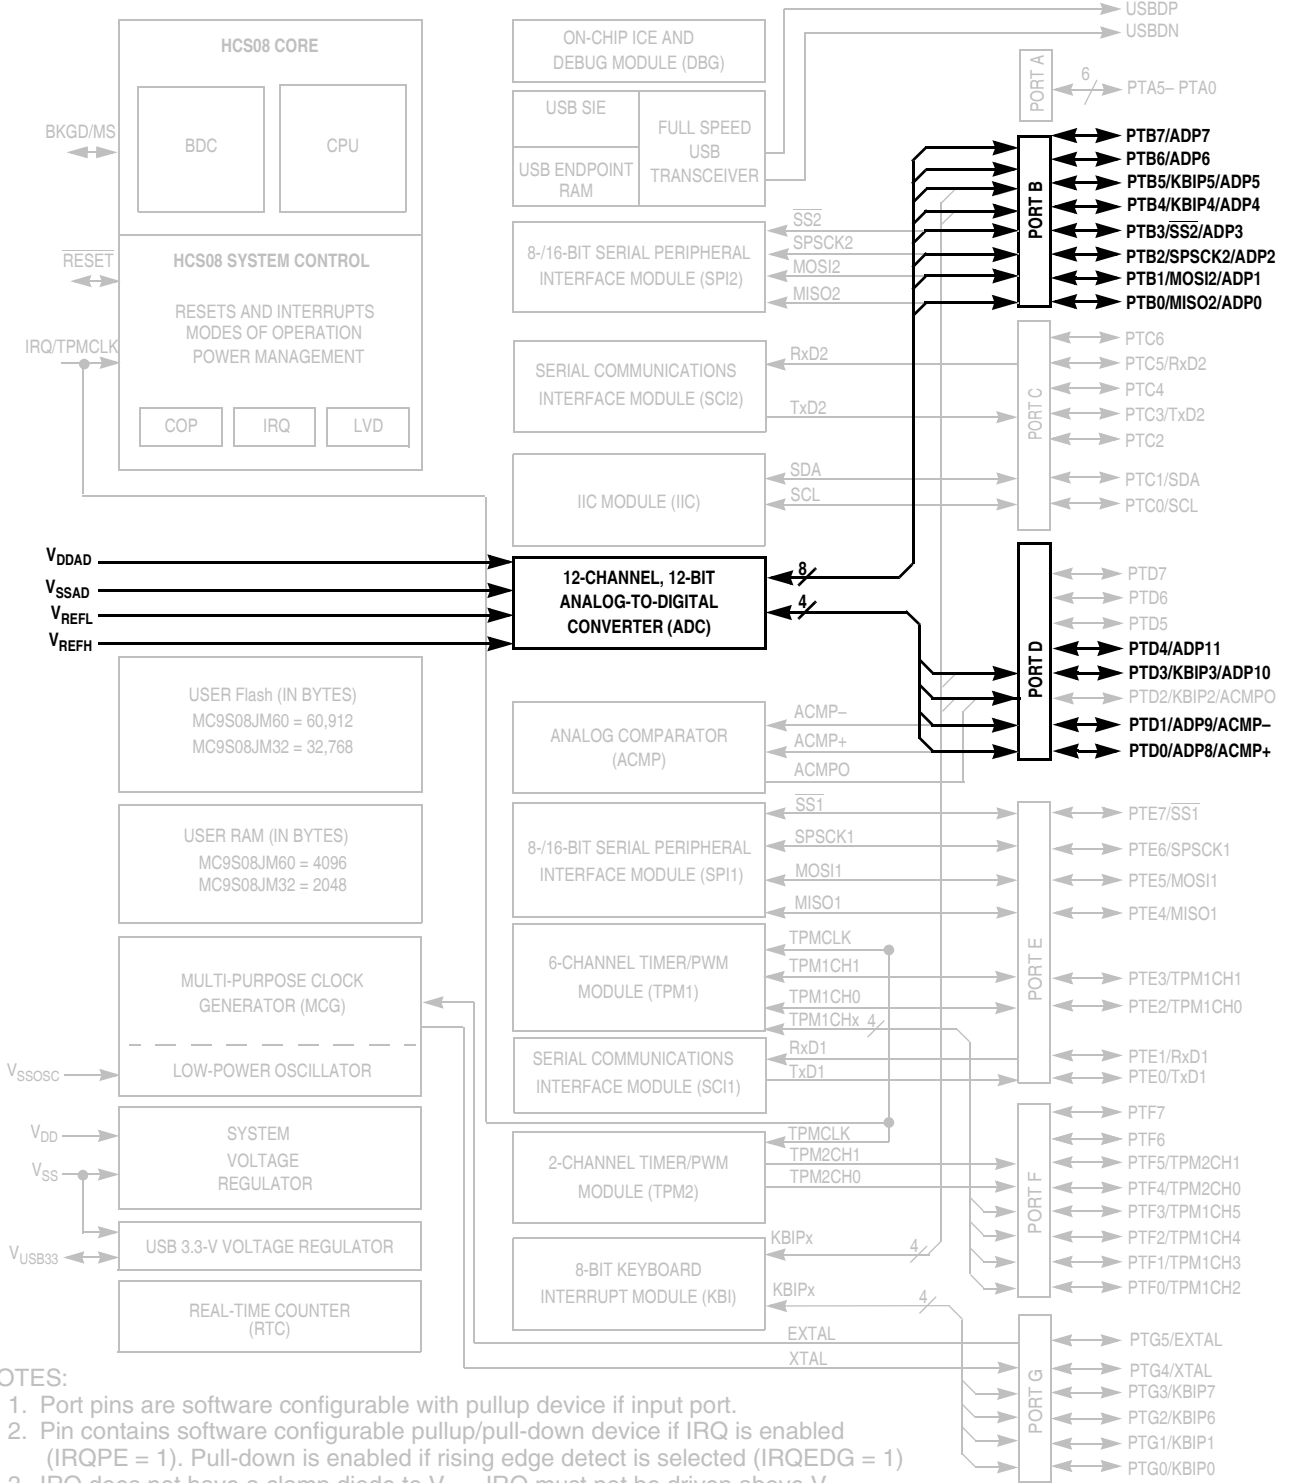 USBDP
USBDN
HCS08 CORE
BDC
CPU
BKGD/MS
HCS08 SYSTEM CONTROL
RESET
RESETS AND INTERRUPTS
MODES OF OPERATION
POWER MANAGEMENT
IRQ/TPMCLK
COP
IRQ
LVD
ON-CHIP ICE AND
DEBUG MODULE (DBG)
USB SIE
USB ENDPOINT
RAM
FULL SPEED
USB
TRANSCEIVER
8-/16-BIT SERIAL PERIPHERAL
INTERFACE MODULE (SPI2)
SS2
SPSCK2
MOSI2
MISO2
SERIAL COMMUNICATIONS
INTERFACE MODULE (SCI2)
RxD2
TxD2
IIC MODULE (IIC)
SDA
SCL
PORT A
6
PTA5– PTA0
PORT B
PTB7/ADP7
PTB6/ADP6
PTB5/KBIP5/ADP5
PTB4/KBIP4/ADP4
PTB3/SS2/ADP3
PTB2/SPSCK2/ADP2
PTB1/MOSI2/ADP1
PTB0/MISO2/ADP0
PORT C
PTC6
PTC5/RxD2
PTC4
PTC3/TxD2
PTC2
PTC1/SDA
PTC0/SCL
VDDAD
VSSAD
VREFL
VREFH
12-CHANNEL, 12-BIT
ANALOG-TO-DIGITAL
CONVERTER (ADC)
8
4
PORT D
PTD7
PTD6
PTD5
PTD4/ADP11
PTD3/KBIP3/ADP10
PTD2/KBIP2/ACMPO
PTD1/ADP9/ACMP–
PTD0/ADP8/ACMP+
USER Flash (IN BYTES)
MC9S08JM60 = 60,912
MC9S08JM32 = 32,768
ANALOG COMPARATOR
(ACMP)
ACMP–
ACMP+
ACMPO
USER RAM (IN BYTES)
MC9S08JM60 = 4096
MC9S08JM32 = 2048
8-/16-BIT SERIAL PERIPHERAL
INTERFACE MODULE (SPI1)
SS1
SPSCK1
MOSI1
MISO1
PORT E
PTE7/SS1
PTE6/SPSCK1
PTE5/MOSI1
PTE4/MISO1
PTE3/TPM1CH1
PTE2/TPM1CH0
PTE1/RxD1
PTE0/TxD1
MULTI-PURPOSE CLOCK
GENERATOR (MCG)
LOW-POWER OSCILLATOR
VSSOSC
6-CHANNEL TIMER/PWM
MODULE (TPM1)
TPMCLK
TPM1CH1
TPM1CH0
TPM1CHx
4
SERIAL COMMUNICATIONS
INTERFACE MODULE (SCI1)
RxD1
TxD1
VDD
VSS
SYSTEM
VOLTAGE
REGULATOR
2-CHANNEL TIMER/PWM
MODULE (TPM2)
TPMCLK
TPM2CH1
TPM2CH0
PORT F
PTF7
PTF6
PTF5/TPM2CH1
PTF4/TPM2CH0
PTF3/TPM1CH5
PTF2/TPM1CH4
PTF1/TPM1CH3
PTF0/TPM1CH2
VUSB33
USB 3.3-V VOLTAGE REGULATOR
8-BIT KEYBOARD
INTERRUPT MODULE (KBI)
KBIPx
4
KBIPx
4
REAL-TIME COUNTER
(RTC)
EXTAL
XTAL
PORT G
PTG5/EXTAL
PTG4/XTAL
PTG3/KBIP7
PTG2/KBIP6
PTG1/KBIP1
PTG0/KBIP0
OTES:
1. Port pins are software configurable with pullup device if input port.
2. Pin contains software configurable pullup/pull-down device if IRQ is enabled
(IRQPE = 1). Pull-down is enabled if rising edge detect is selected (IRQEDG = 1)
3. IRQ does not have a clamp diode to V IRQ must not be driven above V